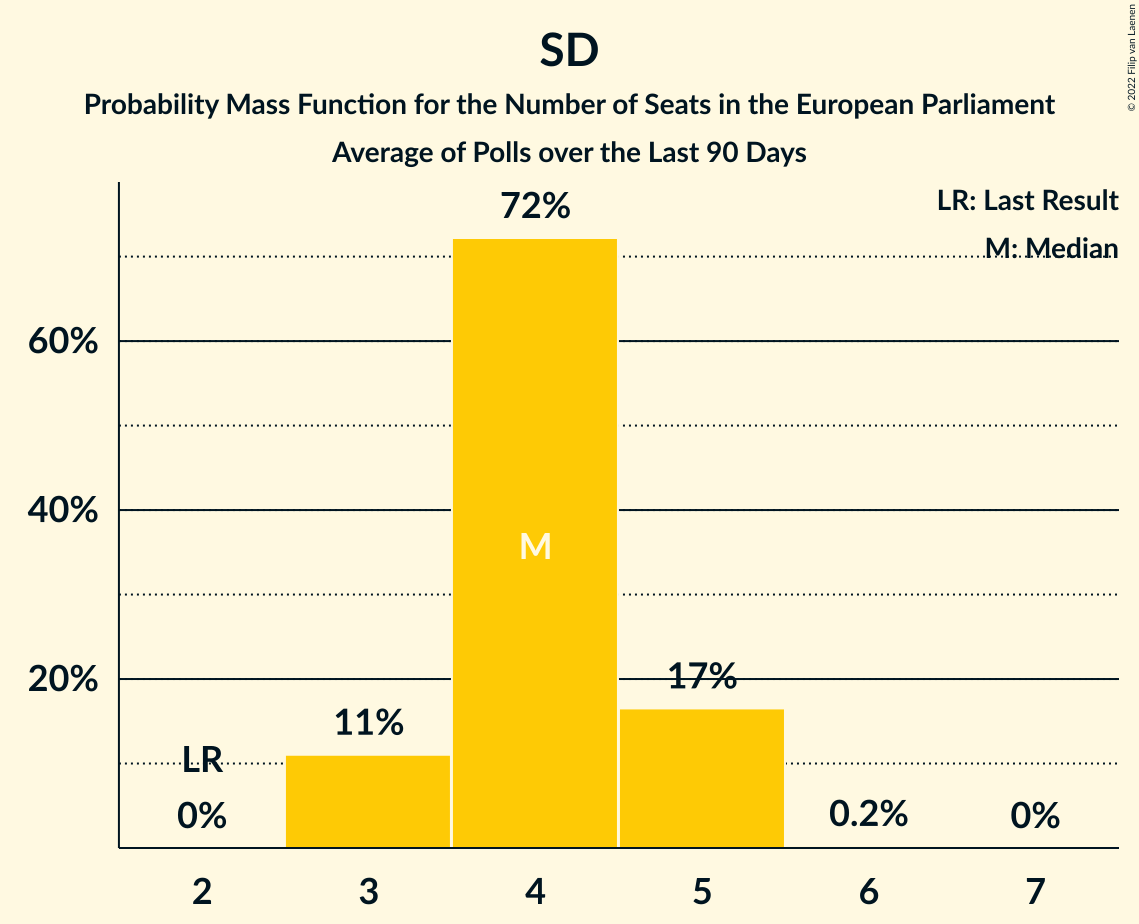 SD
Probability Mass Function for the Number of Seats in the European Parliament
Average of Polls over the Last 90 Days
© 2022 Filip van Laenen
LR: Last Result
M: Median
72%
60%
40%
M
20%
17%
11%
LR
0%
0.2%
0%
2 3 4 5 6 7